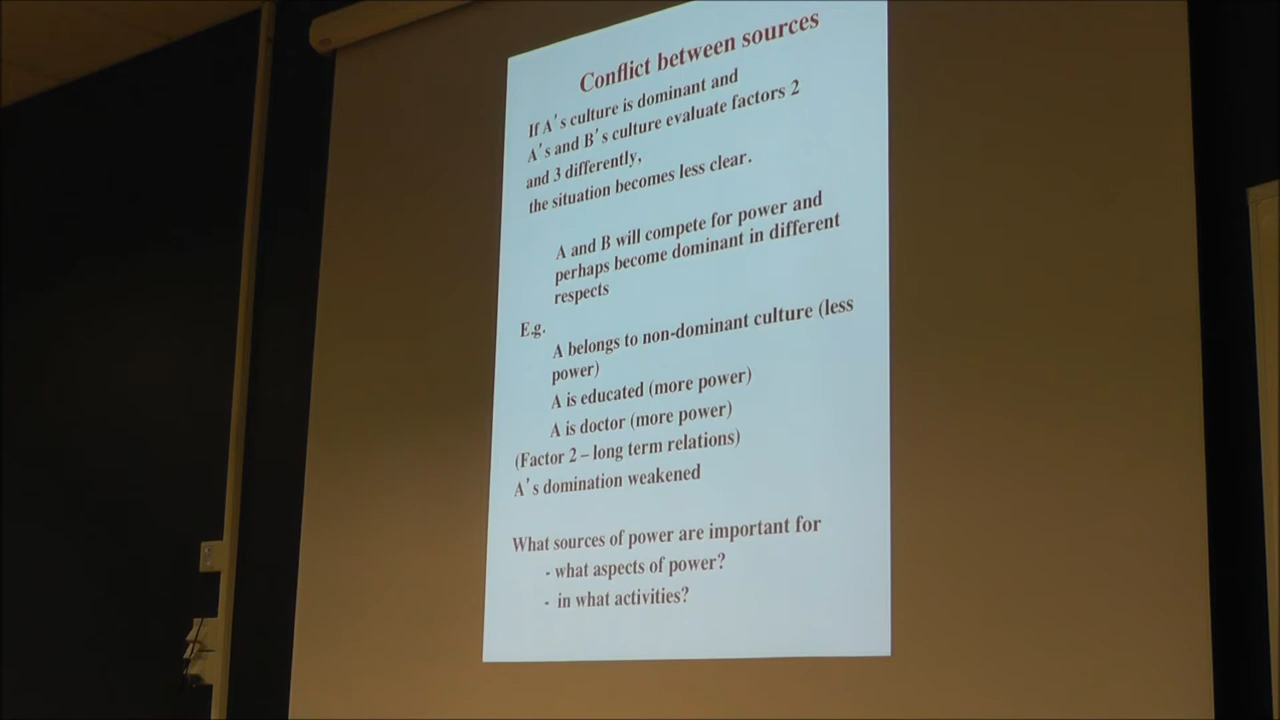 Conflict between sources
If A's culture is dominant and
A's and B's culture evaluate factors 2
and 3 differently,
the situation becomes less clear.
A and B will compete for power and
perhaps become dominant in different
respects
E.g.
A belongs to non-dominant culture (less
power)
A is educated (more power)
A is doctor (more power)
(Factor 2 – long term relations)
A's domination weakened
What sources of power are important for
- what aspects of power?
- in what activities?